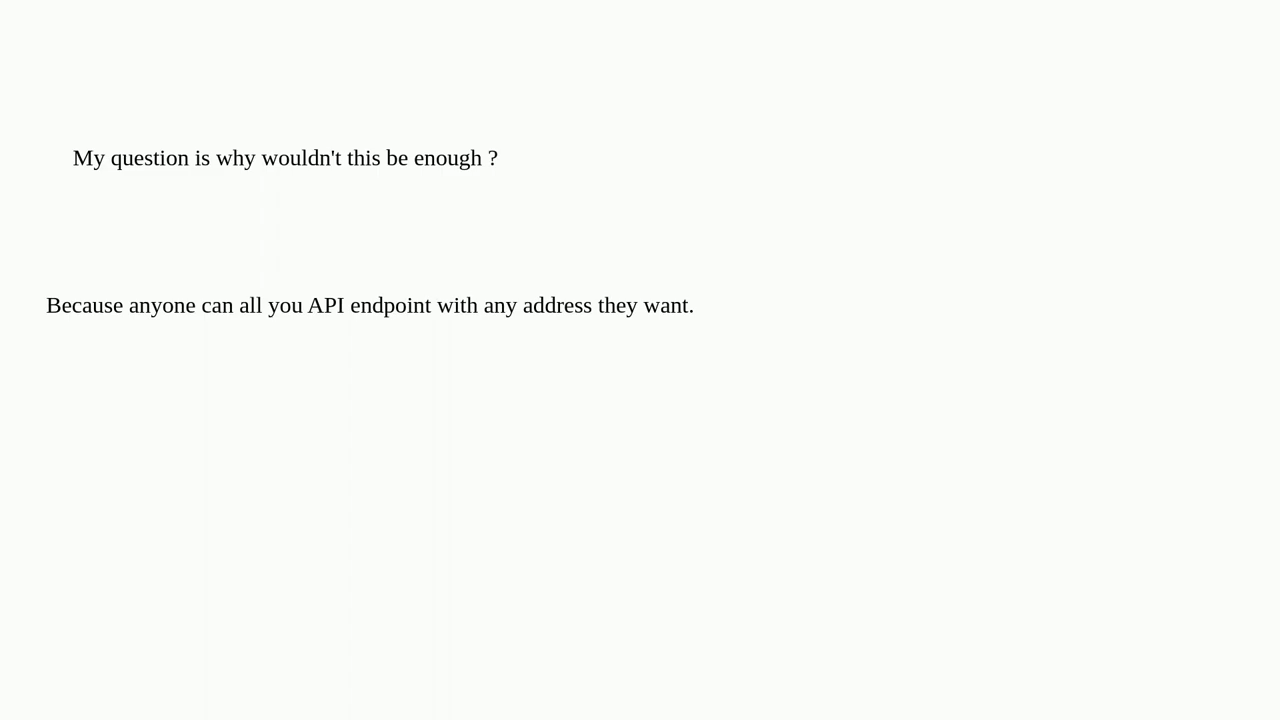 My question is why wouldn't this be enough ?
Because anyone can all you API endpoint with any address they want.